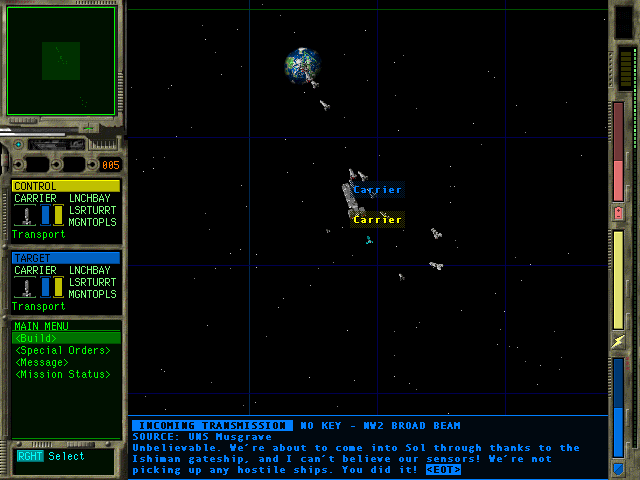 005
CONTROL
CARRIER LNCHBAY
LSRTURRT
MGNTOPLS
Transport
TARGET
CARRIER LNCHBAY
LSRTURRT
MGNTOPLS
Transport
MAIN MENU
<Build>
<Special Orders>
<Message>
<Mission Status>
RGHT Select
Carrier
Carrier
INCOMING TRANSMISSION NO KEY - NW2 BROAD BEAM
SOURCE: UNS Musgrave
Unbelievable. We're about to come into Sol through thanks to the
Ishiman gateship, and I can't believe our sensors! We're not
picking up any hostile ships. You did it! <EOT>